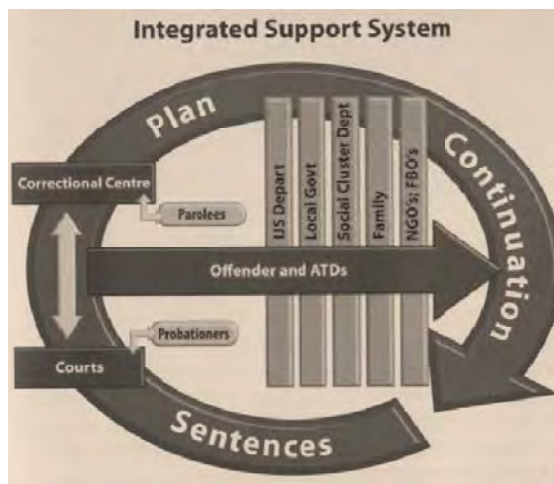 Integrated Support System
Plan
Continuation
Sentences
Correctional Centre
Parolees
Offender and ATDs
Probationers
Courts
IJS Depart
Local Govt
Social Cluster Dept
Family
NGO's; FBO's